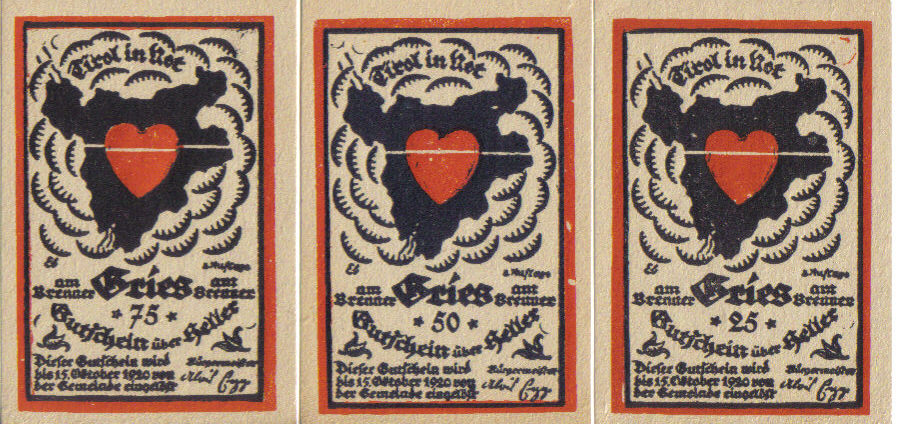 Tirol in Not
Eb
2. Auflage
am Gries am
Brenner Brenner
* 75 *
Gutschein über Heller
Dieser Gutschein wird
bis 15. Oktober 1920 von
der Gemeinde eingelöst
Bürgermeister
Tirol in Not
Eb
2. Auflage
am Gries am
Brenner Brenner
* 50 *
Gutschein über Heller
Dieser Gutschein wird
bis 15. Oktober 1920 von
der Gemeinde eingelöst
Bürgermeister
Tirol in Not
Eb
2. Auflage
am Gries am
Brenner Brenner
* 25 *
Gutschein über Heller
Dieser Gutschein wird
bis 15. Oktober 1920 von
der Gemeinde eingelöst
Bürgermeister